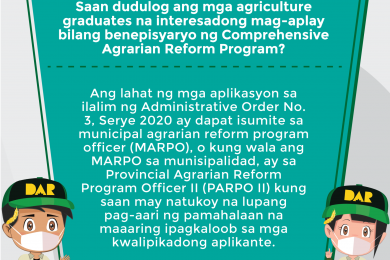 Saan dudulog ang mga agriculture
graduates na interesadong mag-aplay
bilang benepisyaryo ng Comprehensive
Agrarian Reform Program?
Ang lahat ng mga aplikasyon sa
ilalim ng Administrative Order No.
3, Serye 2020 ay dapat isumite sa
municipal agrarian reform program
officer (MARPO), o kung wala ang
MARPO sa munisipalidad, ay sa
Provincial Agrarian Reform
Program Officer II (PARPO II) kung
saan may natukoy na lupang
pag-aari ng pamahalaan na
maaaring ipagkaloob sa mga
kwalipikadong aplikante.
DAR
DAR